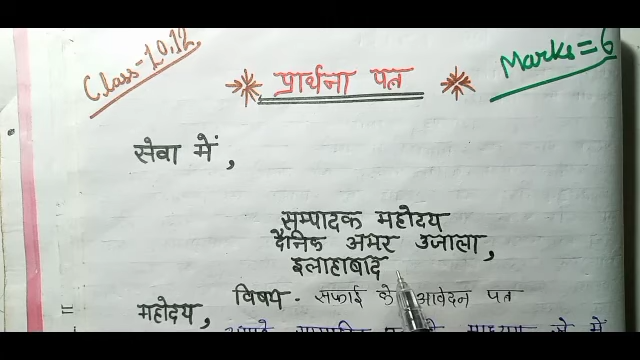 Class-10,12
Marks=6
प्रार्थना पत्र
सेवा में,
सम्पादक महोदय
दैनिक अमर उजाला,
इलाहाबाद
विषय- सफाई के आवेदन पत्र
महोदय,